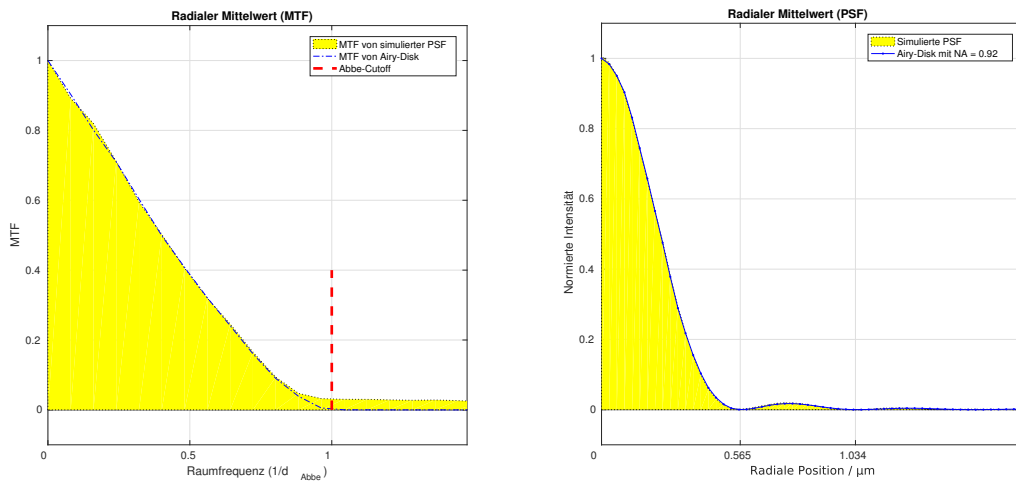 Radialer Mittelwert (MTF)
MTF von simulierter PSF
MTF von Airy-Disk
Abbe-Cutoff
1
0.8
0.6
0.4
0.2
0
MTF
0 0.5 1
Raumfrequenz (1/d Abbe )
Radialer Mittelwert (PSF)
Simulierte PSF
Airy-Disk mit NA = 0.92
1
0.8
0.6
0.4
0.2
0
Normierte Intensität
0 0.565 1.034
Radiale Position / µm